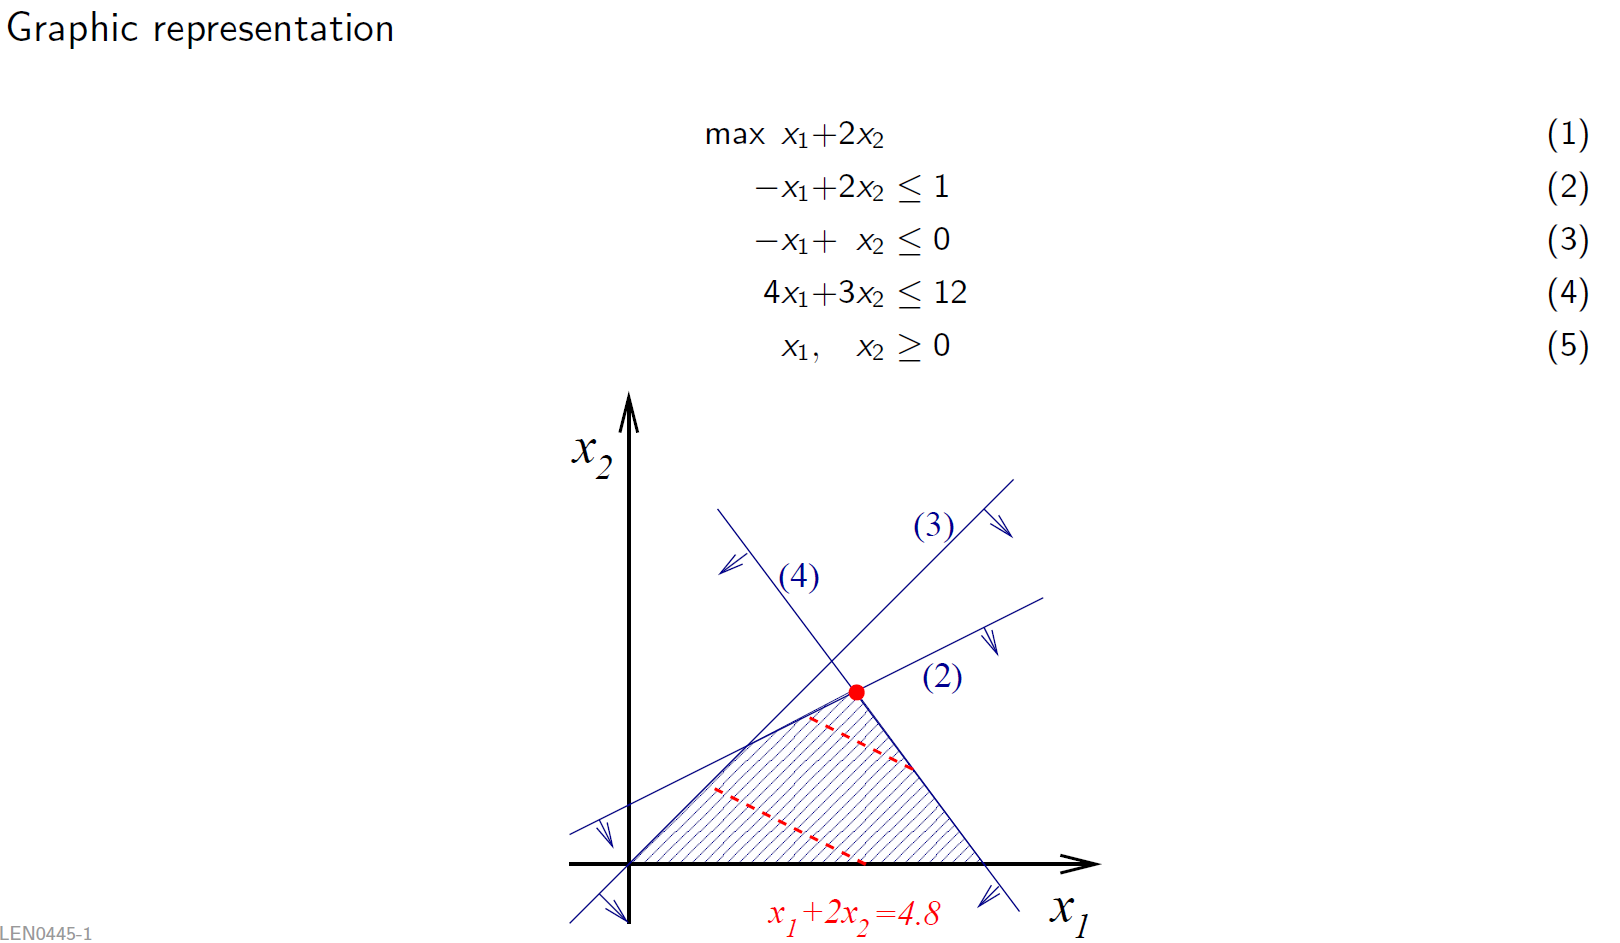 Graphic representation
max x₁+2x₂ (1)
−x₁+2x₂ ≤ 1 (2)
−x₁+ x₂ ≤ 0 (3)
4x₁+3x₂ ≤ 12 (4)
x₁, x₂ ≥ 0 (5)
x₂
(3)
(4)
(2)
x₁+2x₂=4.8
x₁
LEN0445-1